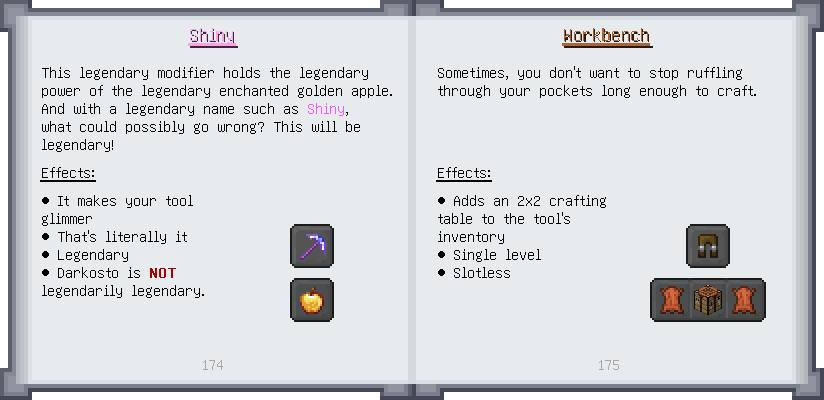 Shiny
This legendary modifier holds the legendary
power of the legendary enchanted golden apple.
And with a legendary name such as Shiny,
what could possibly go wrong? This will be
legendary!
Effects:
● It makes your tool
glimmer
● That's literally it
● Legendary
● Darkosto is NOT
legendarily legendary.
174
Workbench
Sometimes, you don't want to stop ruffling
through your pockets long enough to craft.
Effects:
● Adds an 2x2 crafting
table to the tool's
inventory
● Single level
● Slotless
175